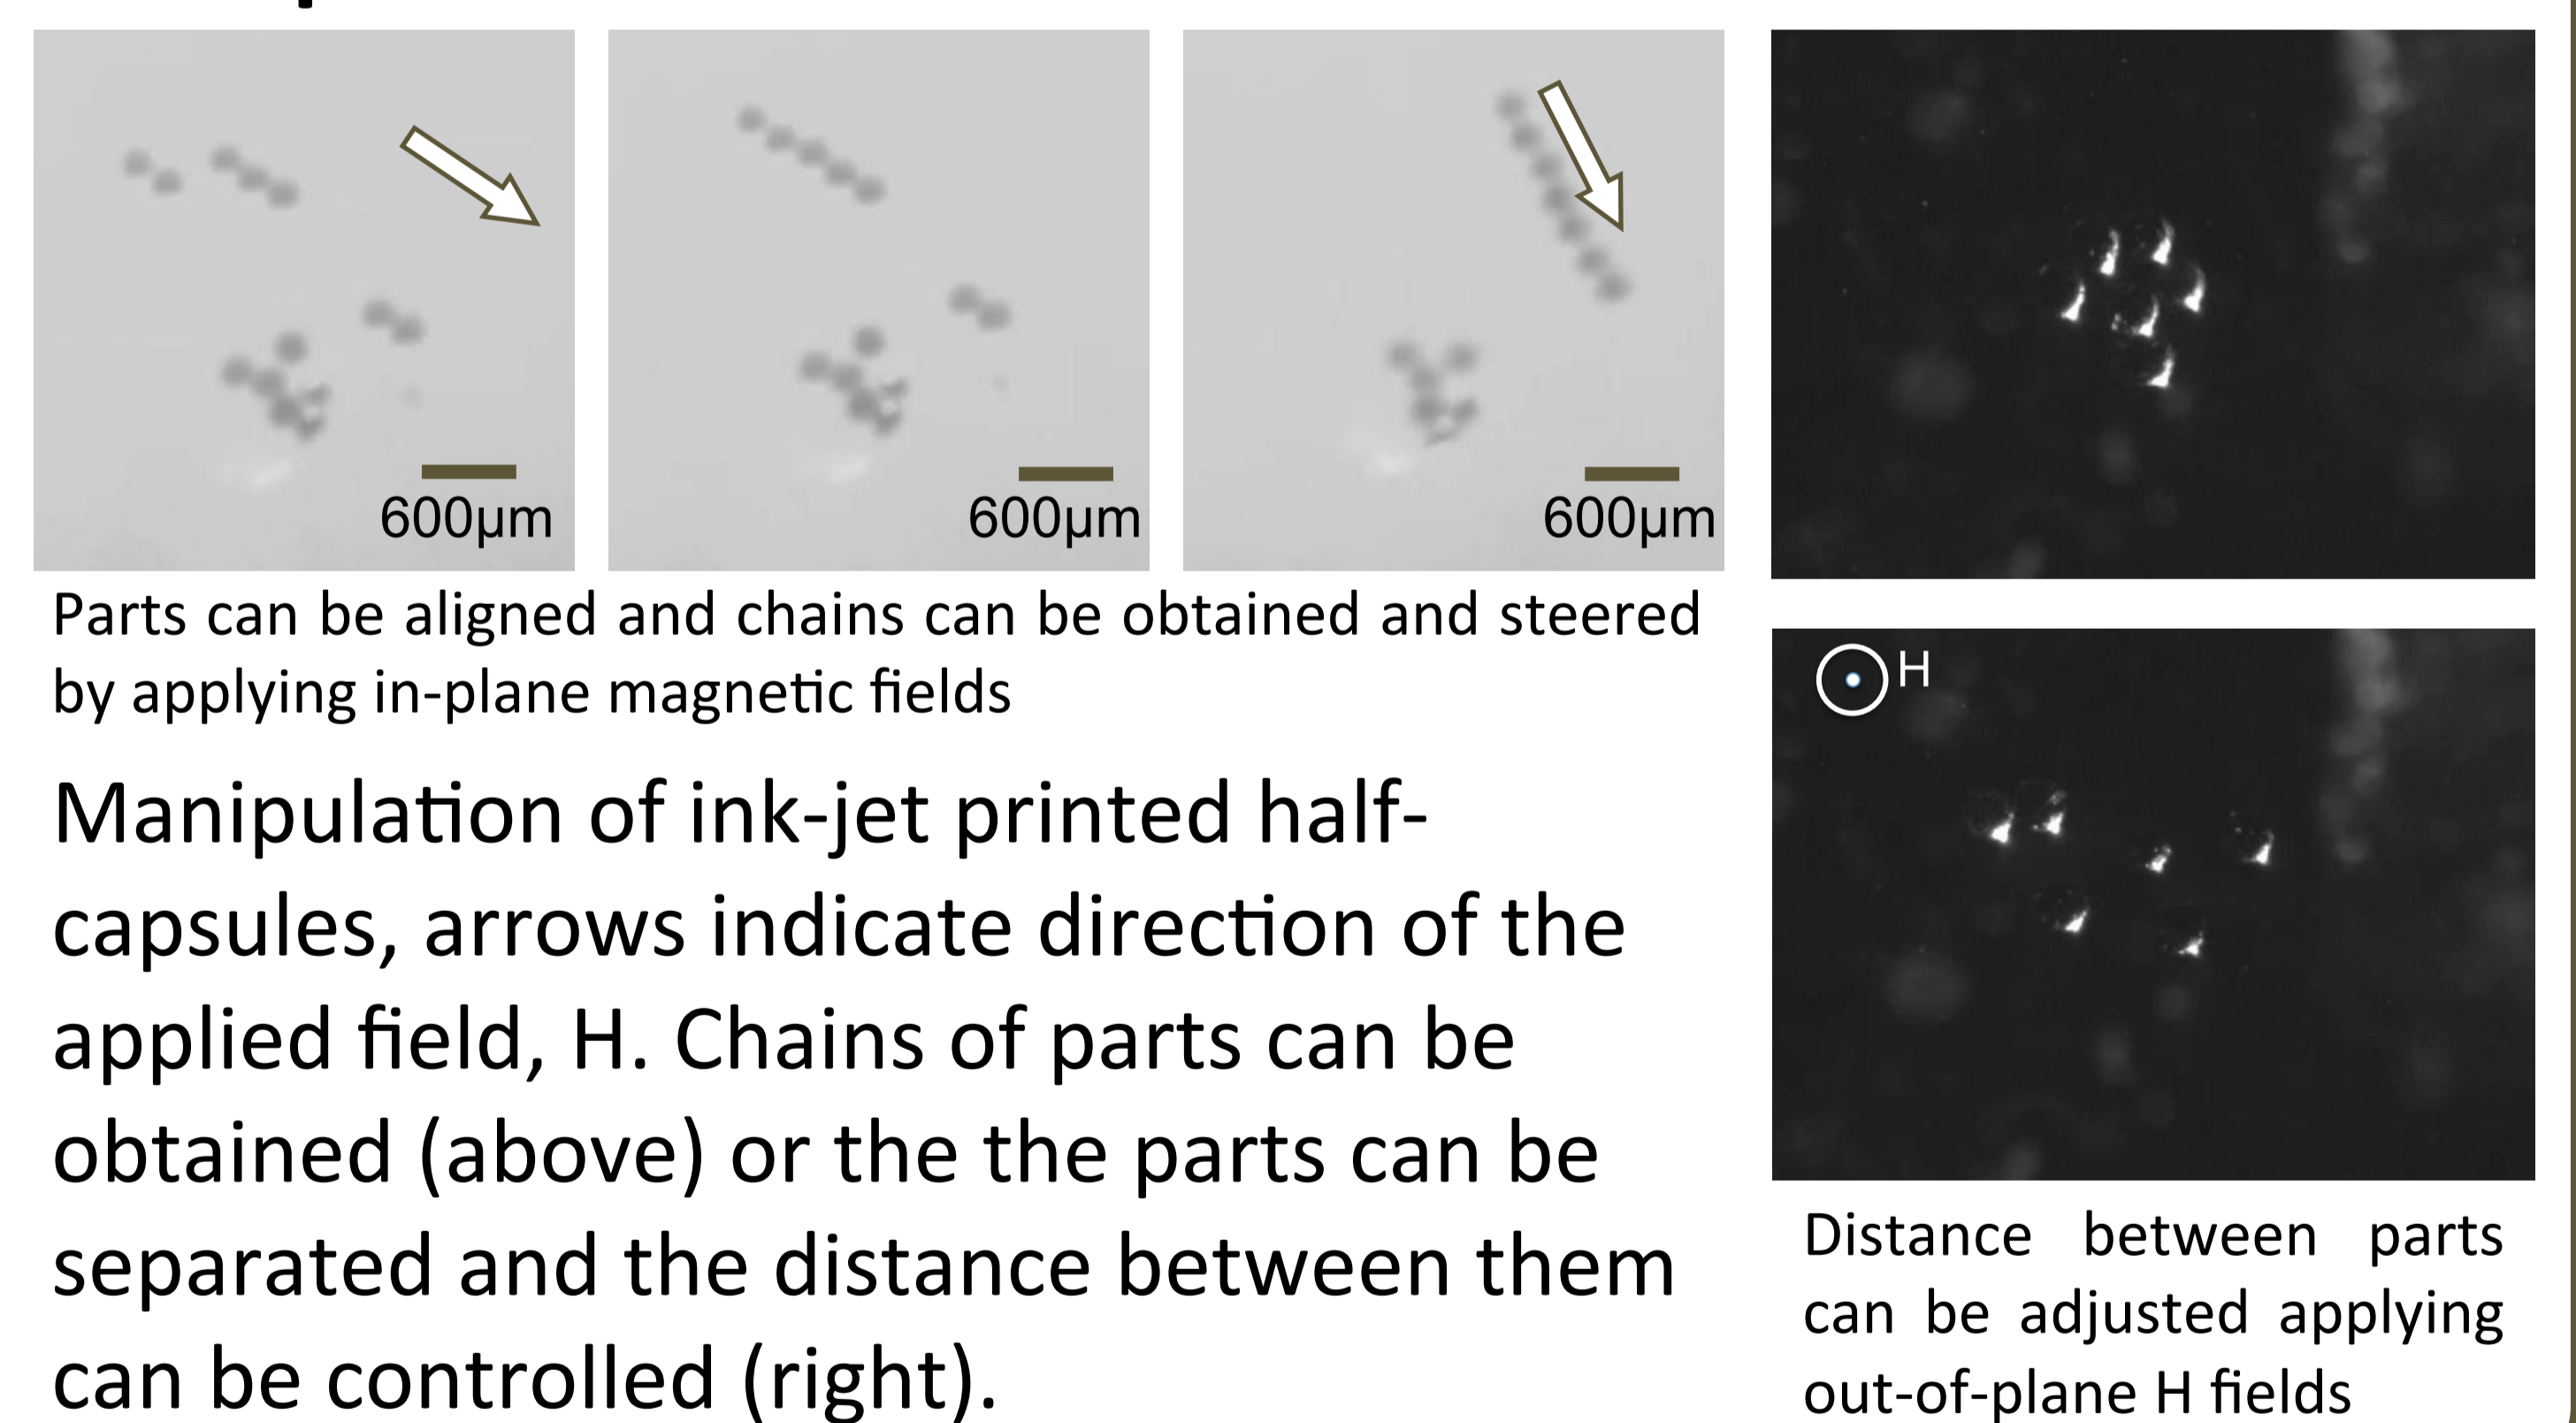 600µm
600µm
600µm
Parts can be aligned and chains can be obtained and steered
by applying in-plane magnetic fields
Manipulation of ink-jet printed half-
capsules, arrows indicate direction of the
applied field, H. Chains of parts can be
obtained (above) or the the parts can be
separated and the distance between them
can be controlled (right).
H
Distance between parts
can be adjusted applying
out-of-plane H fields